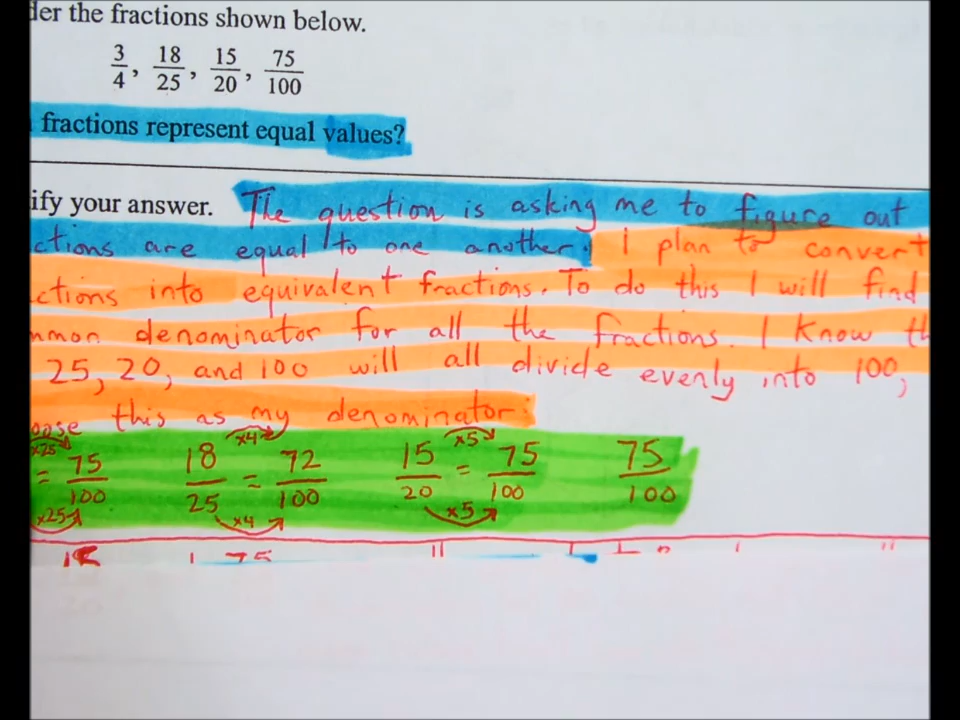 der the fractions shown below.
3/4, 18/25, 15/20, 75/100
fractions represent equal values?
ify your answer. The question is asking me to figure out
ctions are equal to one another. I plan to convert
ctions into equivalent fractions. To do this I will find
mmon denominator for all the fractions. I know th
25, 20, and 100 will all divide evenly into 100,
oose this as my denominator.
x25 x4 x5
= 75/100 18/25 = 72/100 15/20 = 75/100 75/100
x25 x4 x5